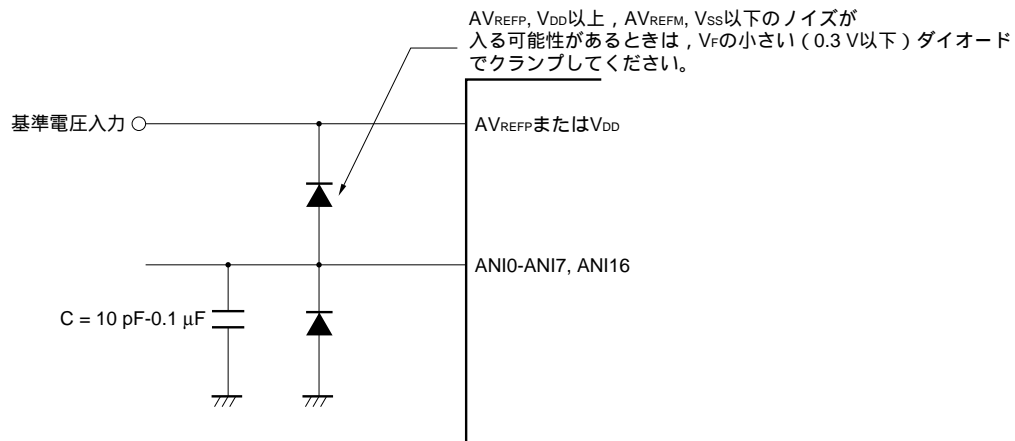 AVREFP, VDD以上，AVREFM, VSS以下のノイズが
入る可能性があるときは，VFの小さい（0.3 V以下）ダイオード
でクランプしてください。
基準電圧入力
AVREFPまたはVDD
ANI0-ANI7, ANI16
C = 10 pF-0.1 μF